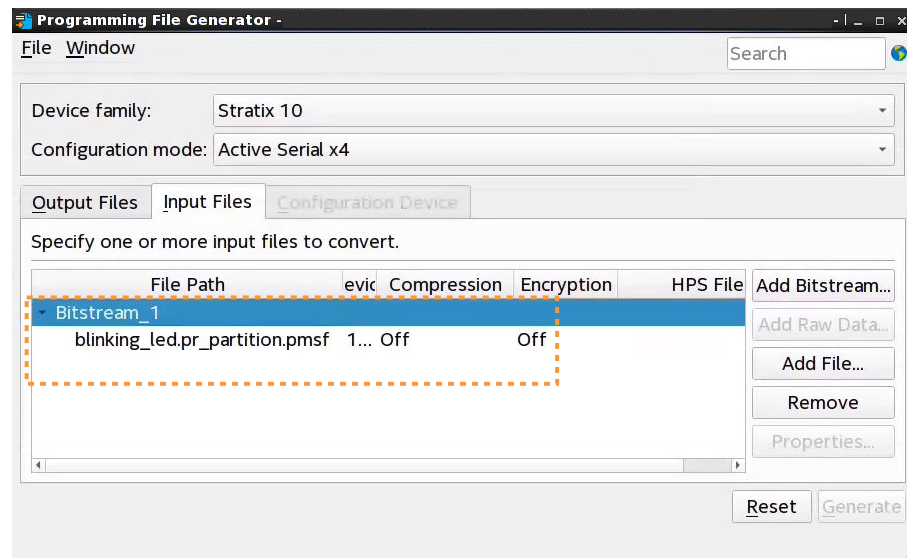 Programming File Generator -
File Window
Search
Device family: Stratix 10
Configuration mode: Active Serial x4
Output Files Input Files Configuration Device
Specify one or more input files to convert.
File Path evic Compression Encryption HPS File
Add Bitstream...
Bitstream_1
Add Raw Data...
blinking_led.pr_partition.pmsf 1... Off Off
Add File...
Remove
Properties...
Reset Generate